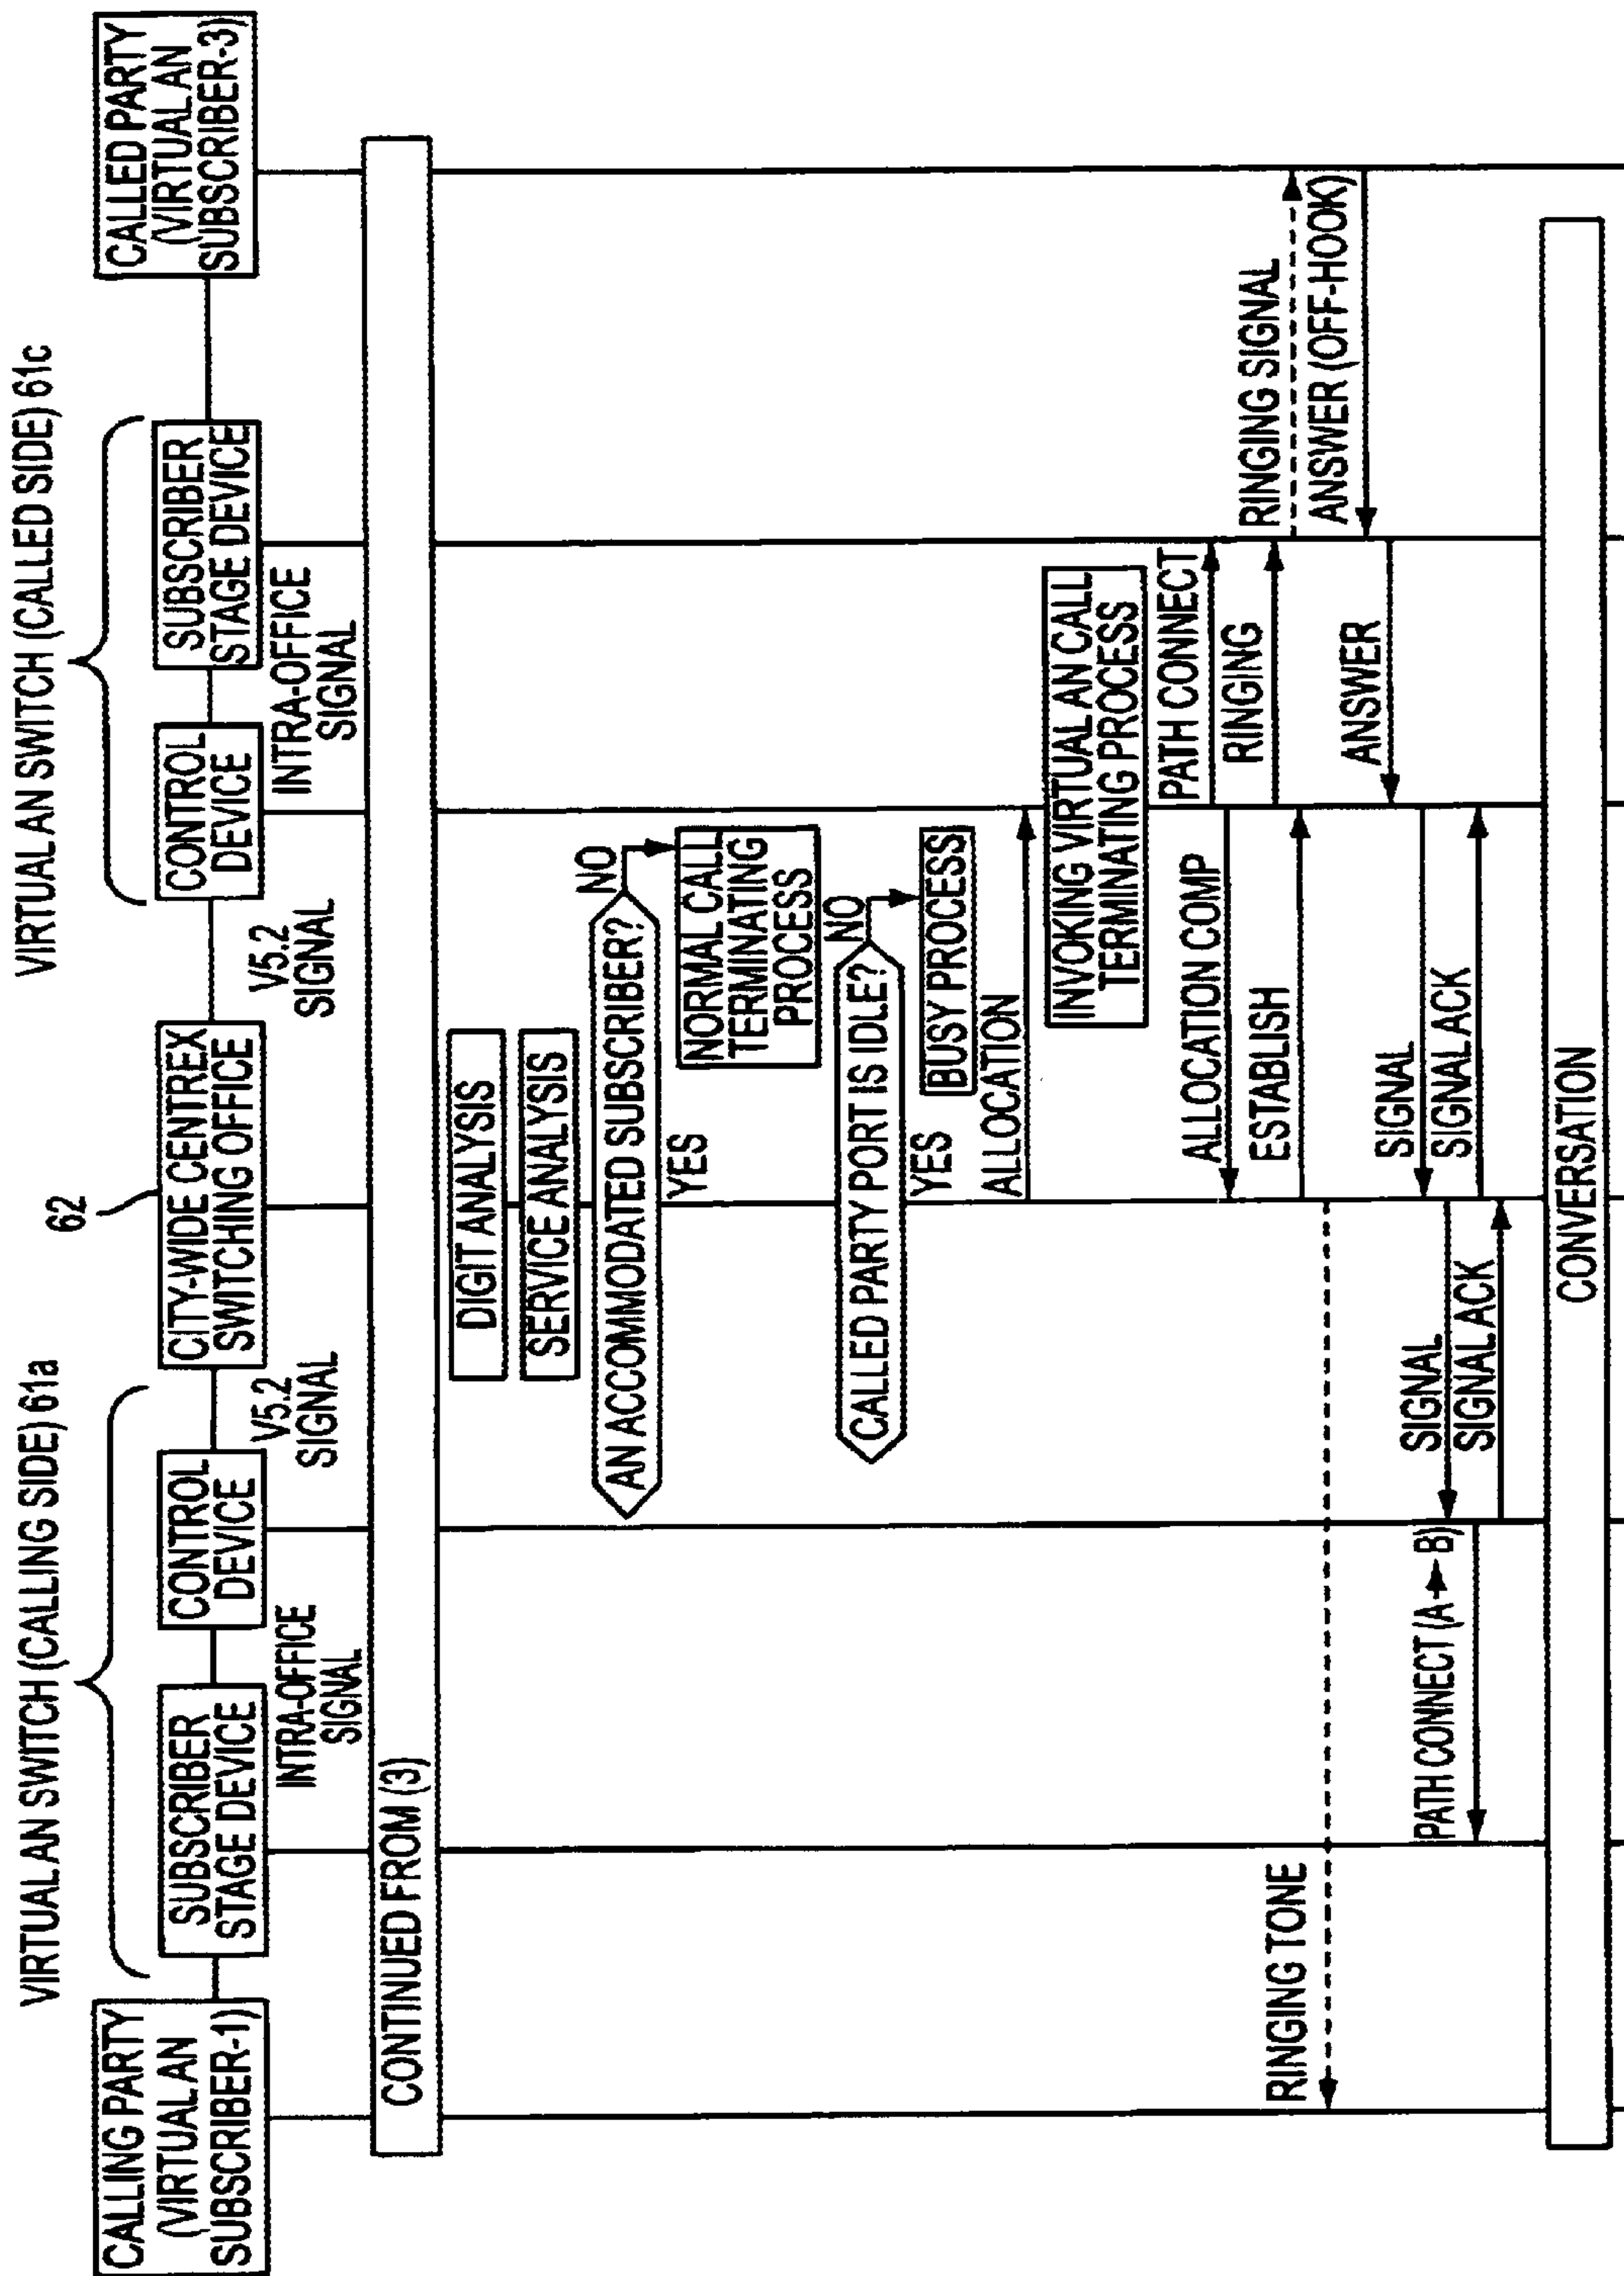 VIRTUAL AN SWITCH (CALLING SIDE) 61a
VIRTUAL AN SWITCH (CALLED SIDE) 61c
62
CALLING PARTY
(VIRTUAL AN
SUBSCRIBER-1)
SUBSCRIBER
STAGE DEVICE
CONTROL
DEVICE
CITY-WIDE CENTREX
SWITCHING OFFICE
CONTROL
DEVICE
SUBSCRIBER
STAGE DEVICE
CALLED PARTY
(VIRTUAL AN
SUBSCRIBER-3)
INTRA-OFFICE
SIGNAL
V5.2
SIGNAL
V5.2
SIGNAL
INTRA-OFFICE
SIGNAL
CONTINUED FROM (3)
DIGIT ANALYSIS
SERVICE ANALYSIS
AN ACCOMMODATED SUBSCRIBER?
NO
YES
NORMAL CALL
TERMINATING
PROCESS
CALLED PARTY PORT IS IDLE?
NO
YES
BUSY PROCESS
ALLOCATION
INVOKING VIRTUAL AN CALL
TERMINATING PROCESS
PATH CONNECT
ALLOCATION COMP
RINGING
ESTABLISH
RINGING SIGNAL
RINGING TONE
ANSWER (OFF-HOOK)
ANSWER
SIGNAL
SIGNAL
PATH CONNECT (A→B)
SIGNAL ACK
SIGNAL ACK
CONVERSATION